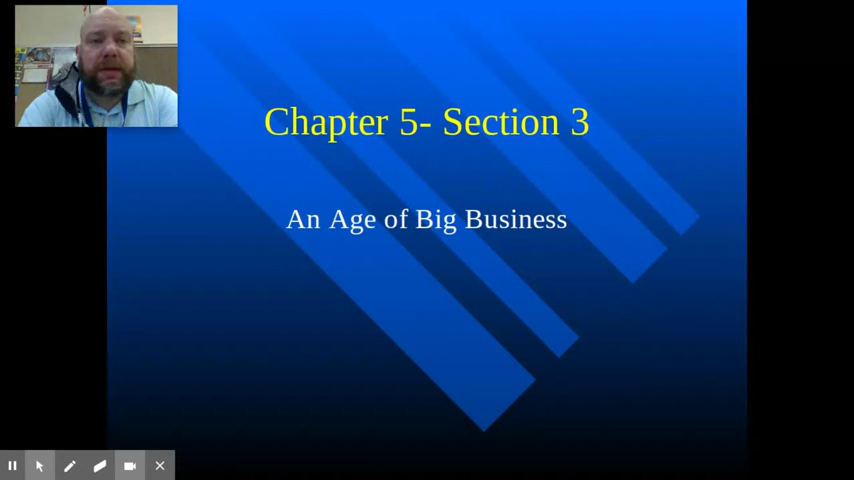 Chapter 5- Section 3
An Age of Big Business